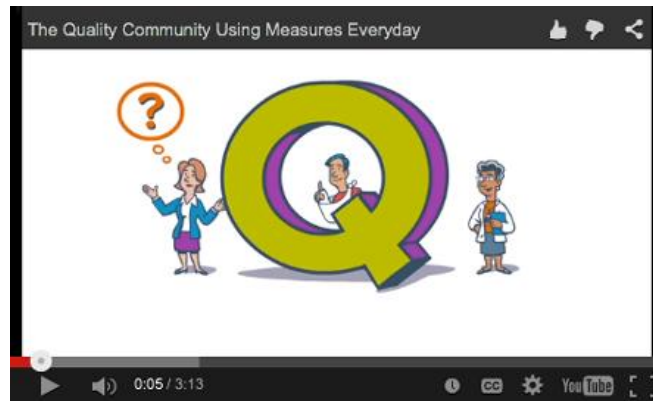 The Quality Community Using Measures Everyday
?
Q
0:05 / 3:13 CC YouTube